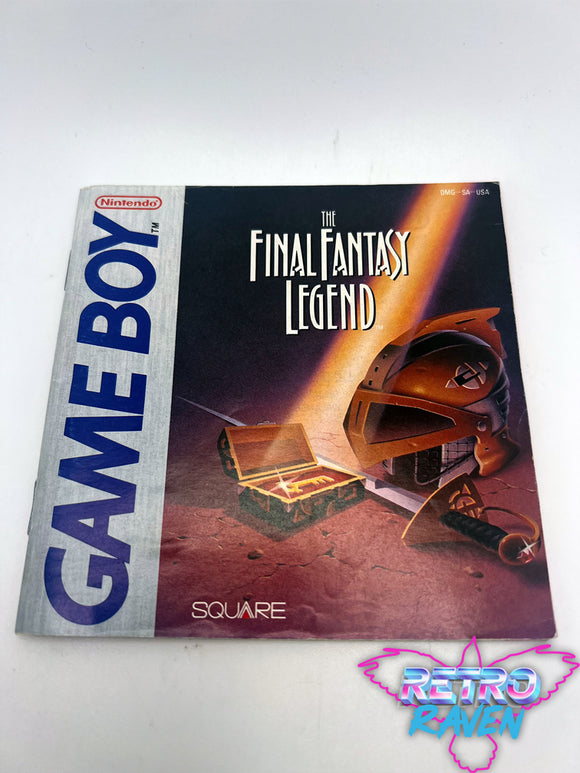 Nintendo
GAME BOY™
DMG-SA-USA
THE
FINAL FANTASY
LEGEND™
SQUARE
RETRO
RAVEN